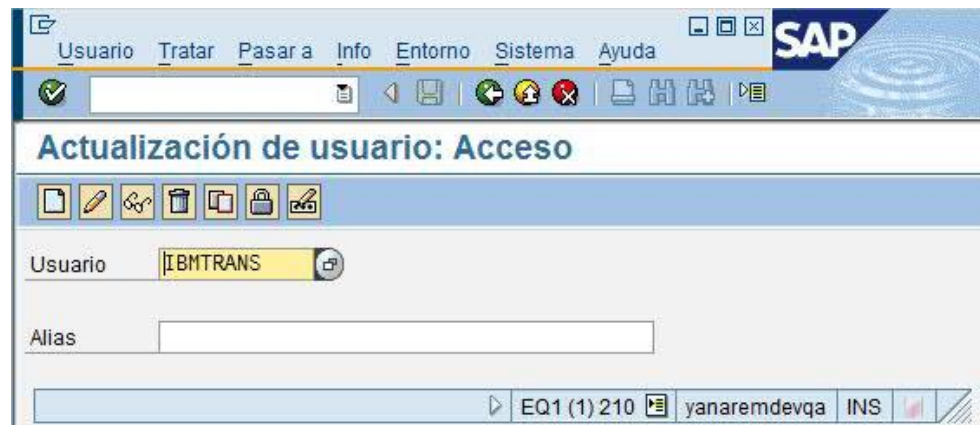 Usuario Tratar Pasar a Info Entorno Sistema Ayuda
SAP
Actualización de usuario: Acceso
Usuario IBMTRANS
Alias
EQ1 (1) 210 yanaremdevqa INS